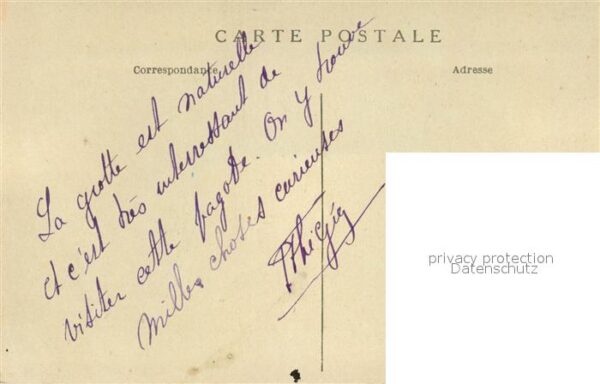 CARTE POSTALE
Correspondance
Adresse
La grotte est naturelle
et c'est très interressant de
visiter cette pagode. On y trouve
mille choses curieuses
privacy protection
Datenschutz